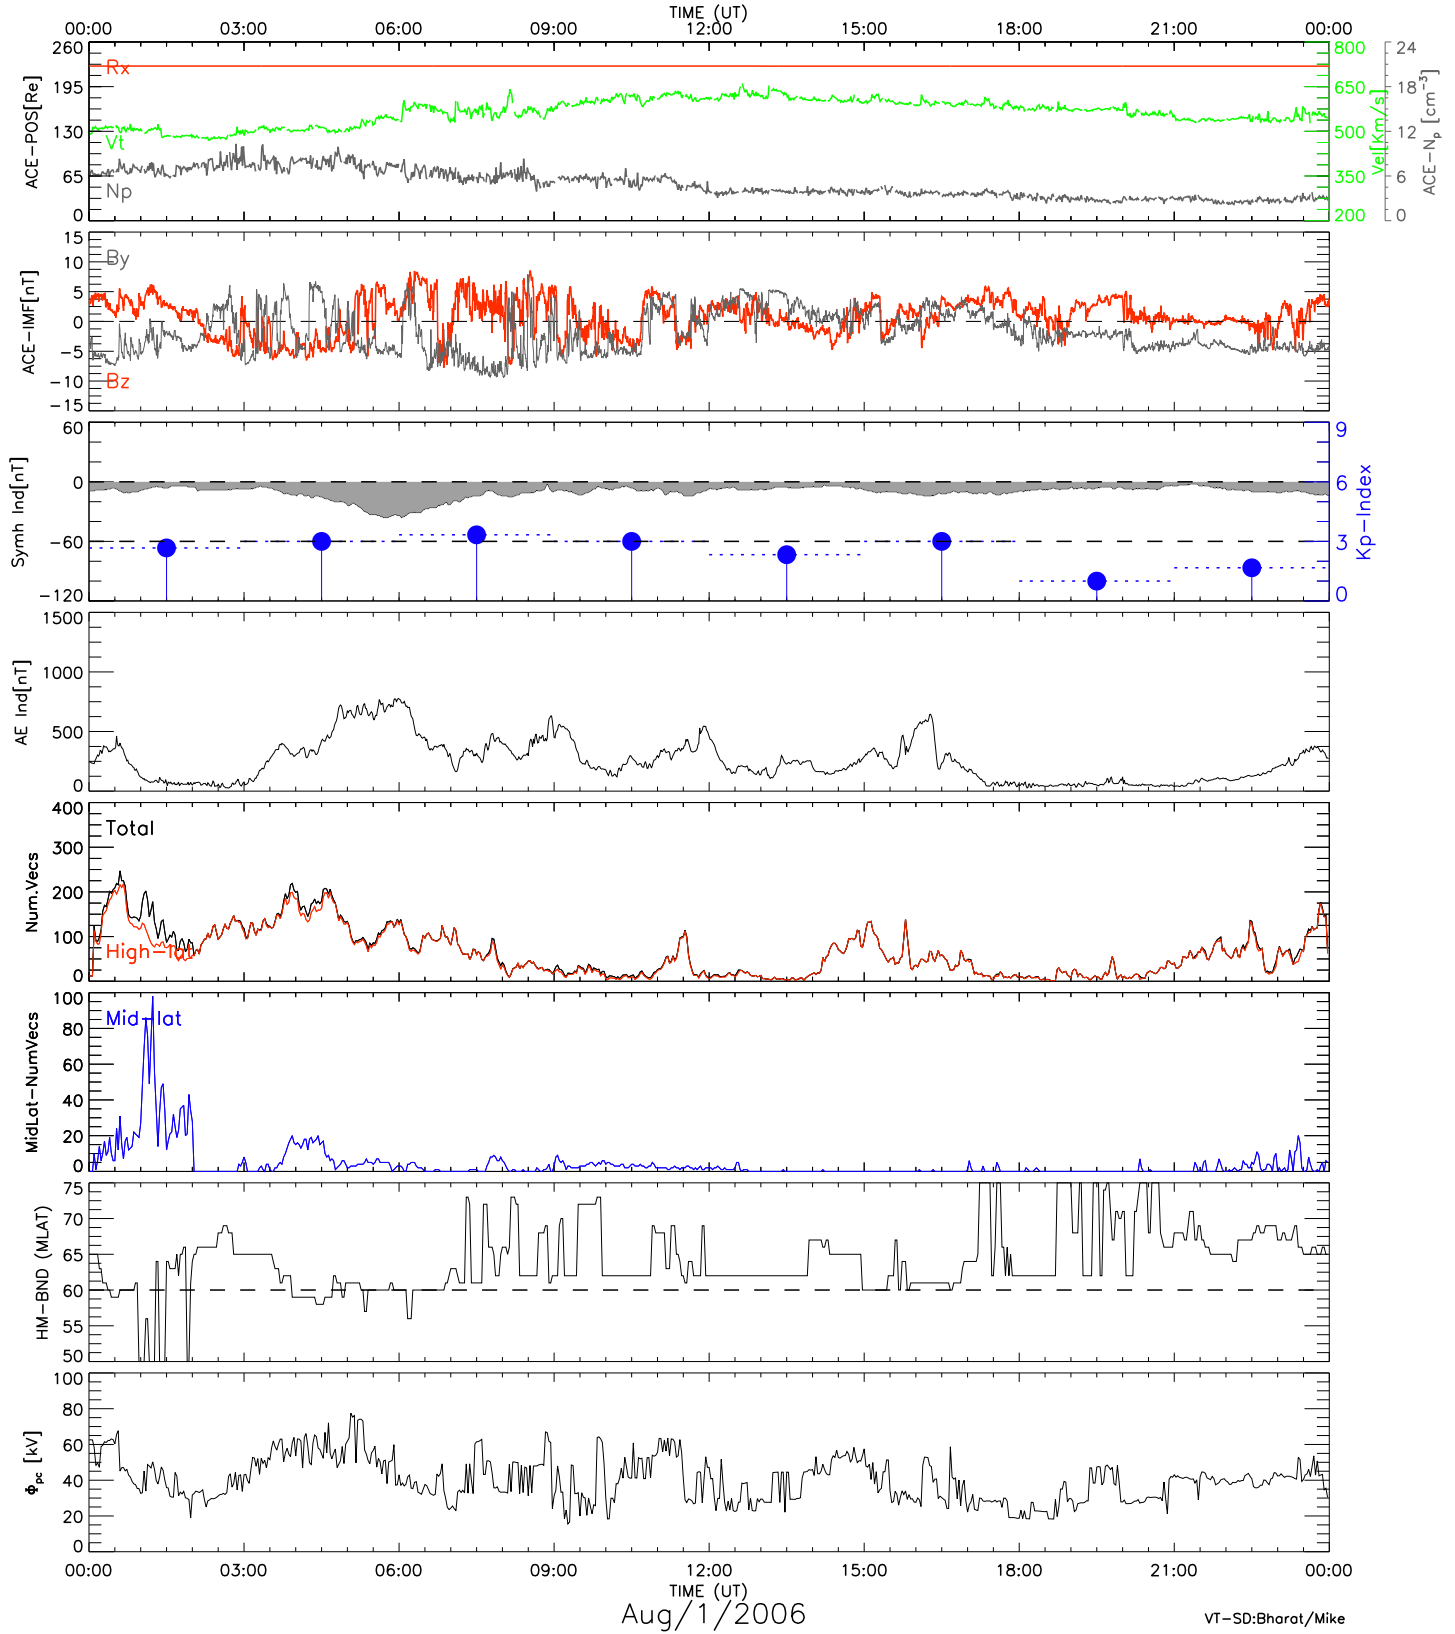 TIME (UT)
00:00 03:00 06:00 09:00 12:00 15:00 18:00 21:00 00:00
260 195 130 65 0
ACE-POS[Re]
Rx
Vt
Np
800 650 500 350 200
Vel[Km/s]
24 18 12 6 0
ACE-Np [cm⁻³]
15 10 5 0 -5 -10 -15
ACE-IMF[nT]
By
Bz
60 0 -60 -120
Symh Ind[nT]
9 6 3 0
Kp-Index
1500 1000 500 0
AE Ind[nT]
400 300 200 100 0
Num.Vecs
Total
High-lat
100 80 60 40 20 0
MidLat-NumVecs
Mid-lat
75 70 65 60 55 50
HM-BND (MLAT)
100 80 60 40 20 0
Φpc [kV]
00:00 03:00 06:00 09:00 12:00 15:00 18:00 21:00 00:00
TIME (UT)
Aug/1/2006
VT-SD:Bharat/Mike